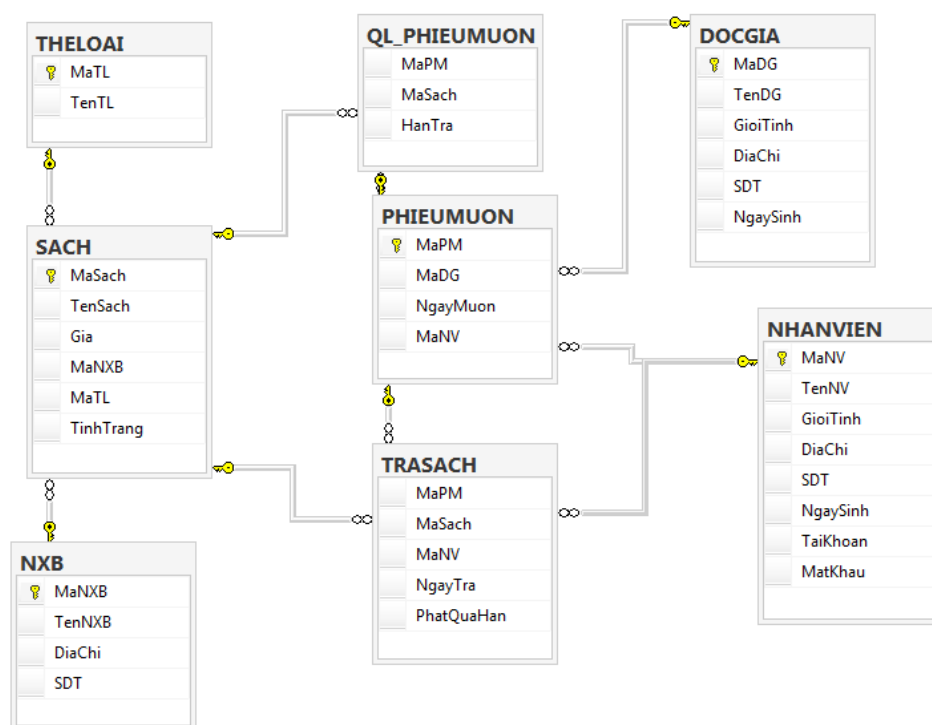 THELOAI
MaTL
TenTL
QL_PHIEUMUON
MaPM
MaSach
HanTra
DOCGIA
MaDG
TenDG
GioiTinh
DiaChi
SDT
NgaySinh
SACH
MaSach
TenSach
Gia
MaNXB
MaTL
TinhTrang
PHIEUMUON
MaPM
MaDG
NgayMuon
MaNV
NHANVIEN
MaNV
TenNV
GioiTinh
DiaChi
SDT
NgaySinh
TaiKhoan
MatKhau
TRASACH
MaPM
MaSach
MaNV
NgayTra
PhatQuaHan
NXB
MaNXB
TenNXB
DiaChi
SDT